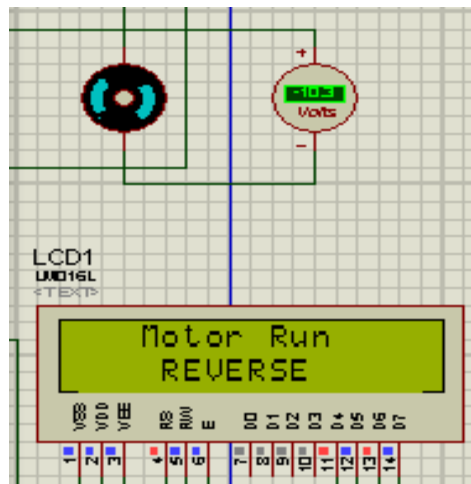 +
-10.3
Volts
−
LCD1
LM016L
<TEXT>
Motor Run
REVERSE
VSS VDD VEE RS RW E D0 D1 D2 D3 D4 D5 D6 D7
1 2 3 4 5 6 7 8 9 10 11 12 13 14